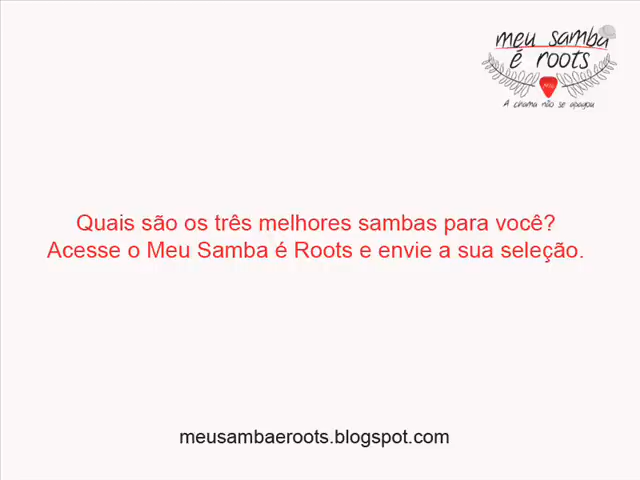 meu samba
é roots
A chama não se apagou
Quais são os três melhores sambas para você?
Acesse o Meu Samba é Roots e envie a sua seleção.
meusambaeroots.blogspot.com